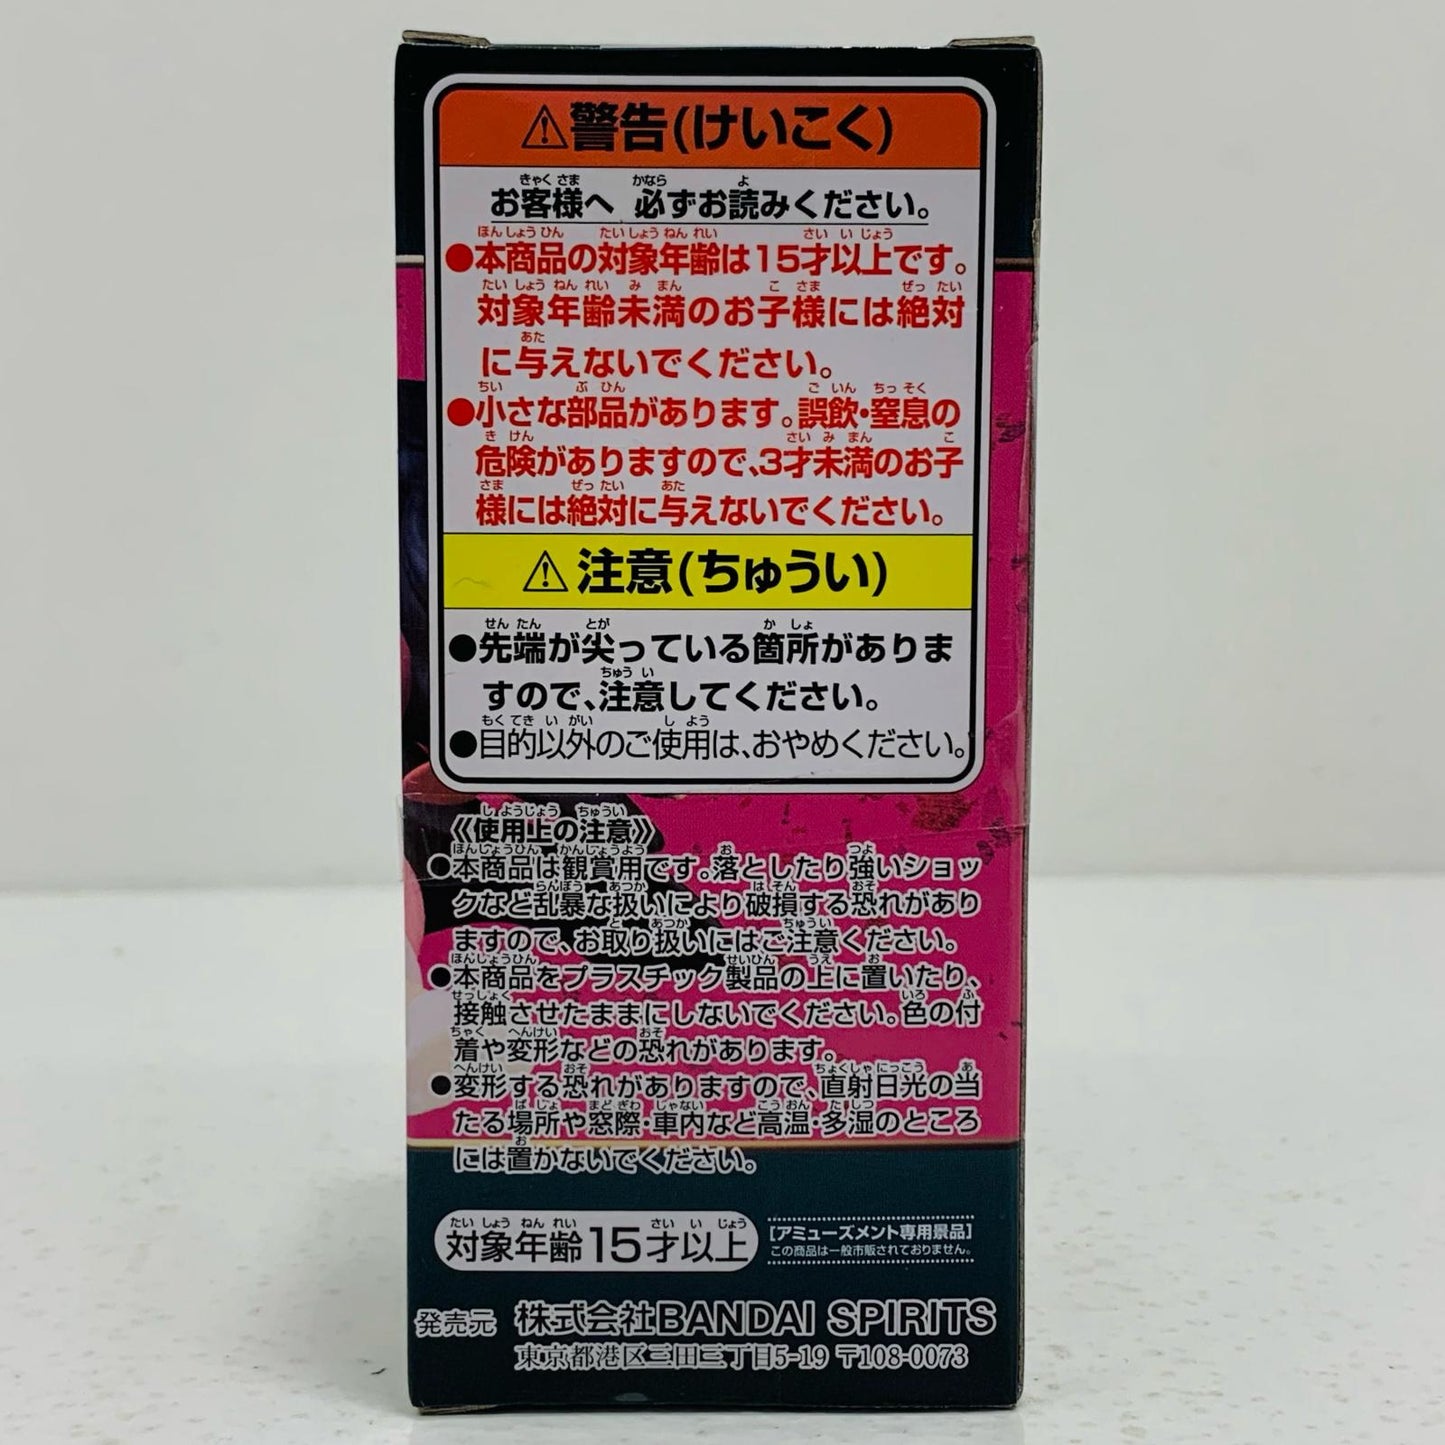 ⚠警告(けいこく)
お客様へ 必ずお読みください。
●本商品の対象年齢は15才以上です。
対象年齢未満のお子様には絶対
に与えないでください。
●小さな部品があります。誤飲・窒息の
危険がありますので、3才未満のお子
様には絶対に与えないでください。
⚠注意(ちゅうい)
●先端が尖っている箇所がありま
すので、注意してください。
●目的以外のご使用は、おやめください。
《使用上の注意》
●本商品は観賞用です。落としたり強いショッ
クなど乱暴な扱いにより破損する恐れがあり
ますので、お取り扱いにはご注意ください。
●本商品をプラスチック製品の上に置いたり、
接触させたままにしないでください。色の付
着や変形などの恐れがあります。
●変形する恐れがありますので、直射日光の当
たる場所や窓際・車内など高温・多湿のところ
には置かないでください。
対象年齢15才以上
[アミューズメント専用景品]
この商品は一般市販されておりません。
発売元 株式会社BANDAI SPIRITS
東京都港区三田三丁目5-19 〒108-0073